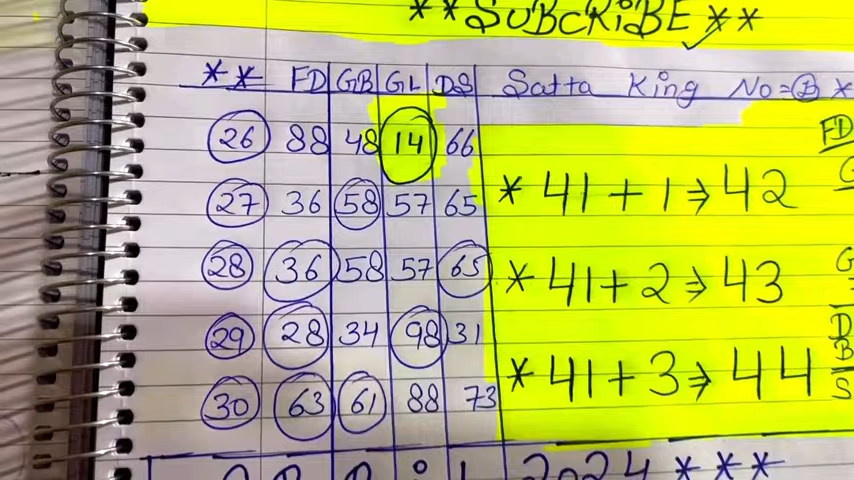 **SUBCRiBE**
** FD GB GL DS Satta King No=B *
26 88 48 14 66
27 36 58 57 65
28 36 58 57 65
29 28 34 98 31
30 63 61 88 73
FD
* 41+1⇒42
* 41+2⇒43
* 41+3⇒44
G
D
B
S
2024 ***